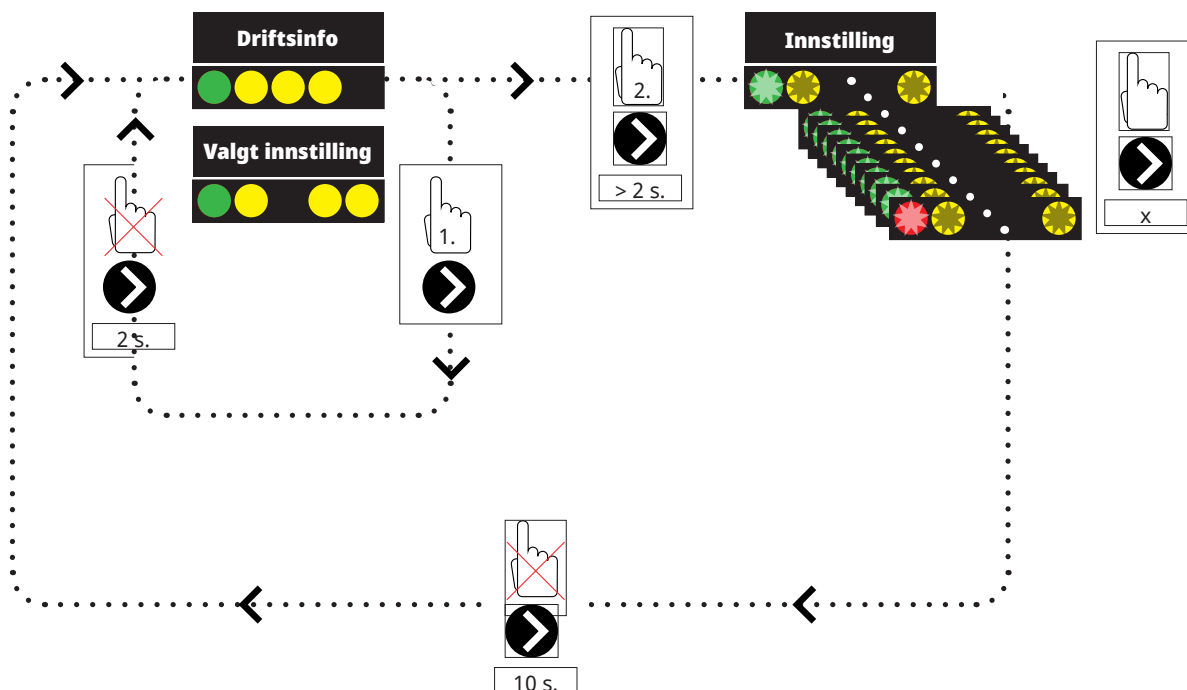 Driftsinfo
Valgt innstilling
2 s.
1.
2.
> 2 s.
Innstilling
x
10 s.